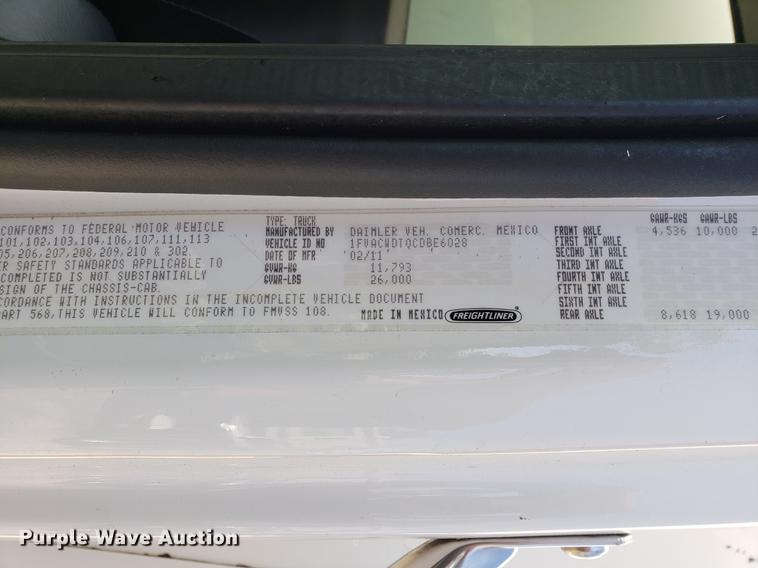 CONFORMS TO FEDERAL MOTOR VEHICLE
101,102,103,104,106,107,111,113
05,206,207,208,209,210 & 302.
ER SAFETY STANDARDS APPLICABLE TO
COMPLETED IS NOT SUBSTANTIALLY
SIGN OF THE CHASSIS-CAB.
CORDANCE WITH INSTRUCTIONS IN THE INCOMPLETE VEHICLE DOCUMENT
PART 568,THIS VEHICLE WILL CONFORM TO FMVSS 108.
TYPE: TRUCK
MANUFACTURED BY DAIMLER VEH. COMERC. MEXICO
VEHICLE ID NO 1FVACWDTQCDBE6028
DATE OF MFR 02/11
GVWR-KG 11,793
GVWR-LBS 26,000
MADE IN MEXICO FREIGHTLINER
GAWR-KGS GAWR-LBS
FRONT AXLE 4,536 10,000 2
FIRST INT AXLE
SECOND INT AXLE
THIRD INT AXLE
FOURTH INT AXLE
FIFTH INT AXLE
SIXTH INT AXLE
REAR AXLE 8,618 19,000
Purple Wave Auction